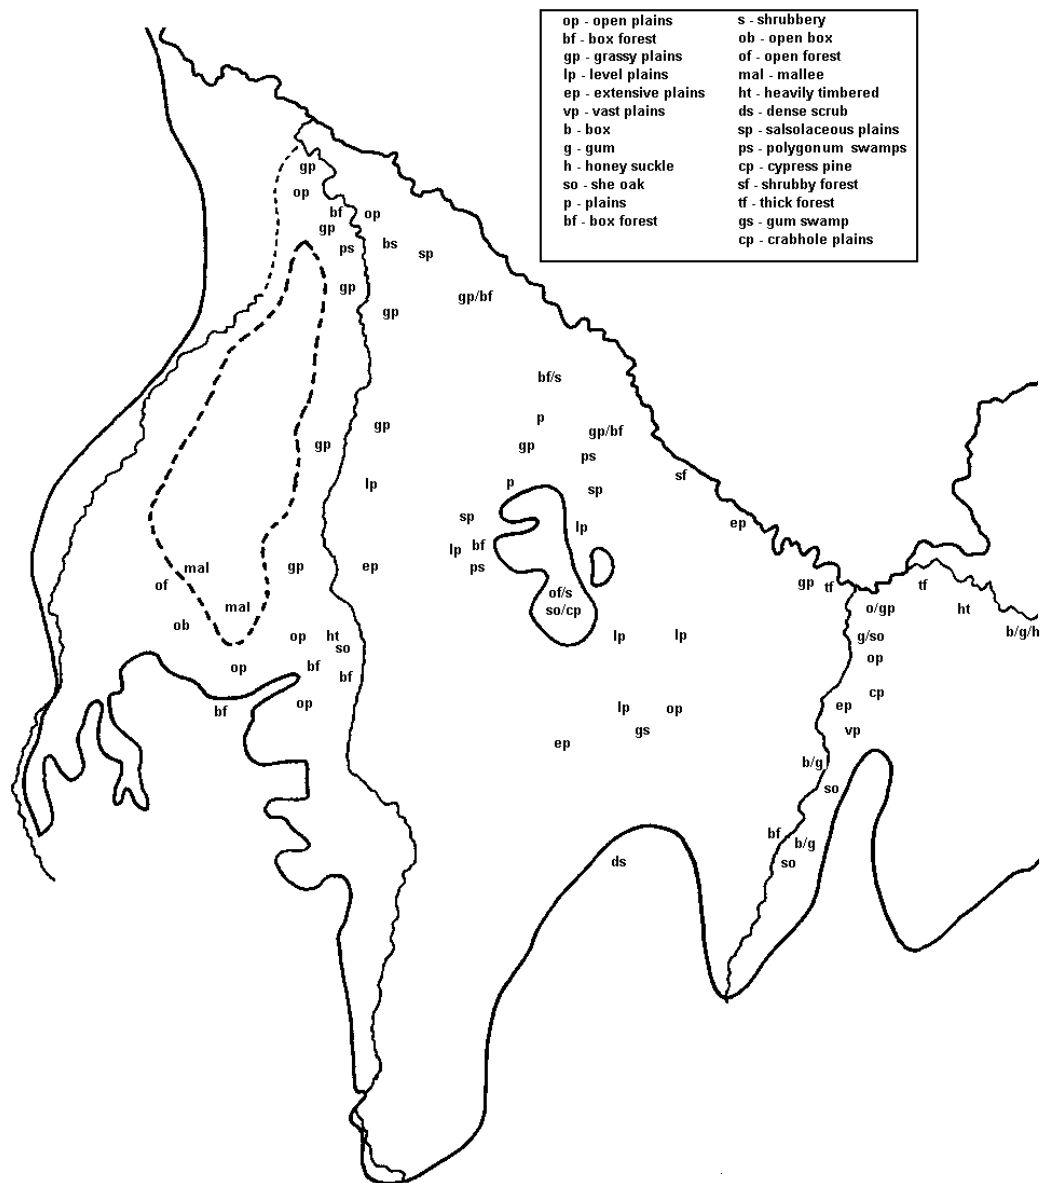 op - open plains
bf - box forest
gp - grassy plains
lp - level plains
ep - extensive plains
vp - vast plains
b - box
g - gum
h - honey suckle
so - she oak
p - plains
bf - box forest
s - shrubbery
ob - open box
of - open forest
mal - mallee
ht - heavily timbered
ds - dense scrub
sp - salsolaceous plains
ps - polygonum swamps
cp - cypress pine
sf - shrubby forest
tf - thick forest
gs - gum swamp
cp - crabhole plains
gp
op
bf
op
gp
ps
bs
sp
gp
gp
gp/bf
bf/s
p
gp
gp/bf
gp
gp
ps
sf
lp
p
sp
sp
lp
ep
lp
bf
ps
mal
of
gp
ep
gp
tf
tf
of/s
so/cp
mal
o/gp
ht
ob
op
ht
so
lp
lp
g/so
b/g/h
op
bf
bf
op
cp
bf
op
lp
op
ep
gs
vp
ep
b/g
so
bf
b/g
ds
so